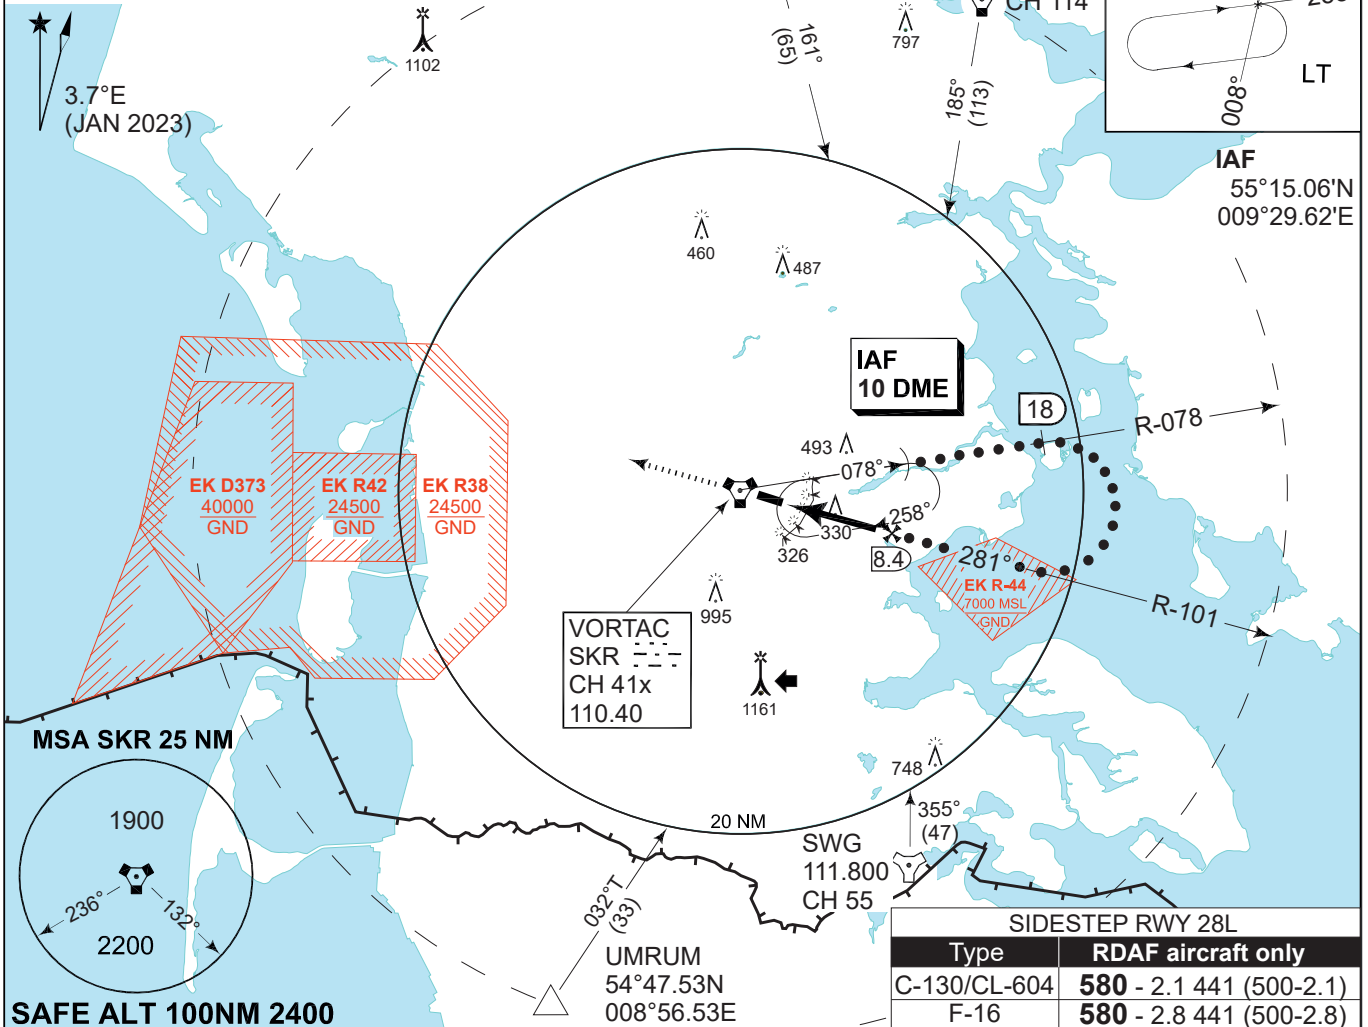 CH 114
1102
797
161°
(65)
185°
(113)
008°
LT
3.7°E
(JAN 2023)
IAF
55°15.06'N
009°29.62'E
460
487
IAF
10 DME
18
R-078
493
078°
EK D373
40000
GND
EK R42
24500
GND
EK R38
24500
GND
258°
330
326
8.4
281°
EK R-44
7000 MSL
GND
R-101
995
VORTAC
SKR
CH 41x
110.40
1161
MSA SKR 25 NM
748
1900
236°
132°
2200
20 NM
355°
(47)
SWG
111.800
CH 55
032°T
(33)
UMRUM
54°47.53N
008°56.53E
SAFE ALT 100NM 2400
SIDESTEP RWY 28L
Type RDAF aircraft only
C-130/CL-604 580 - 2.1 441 (500-2.1)
F-16 580 - 2.8 441 (500-2.8)